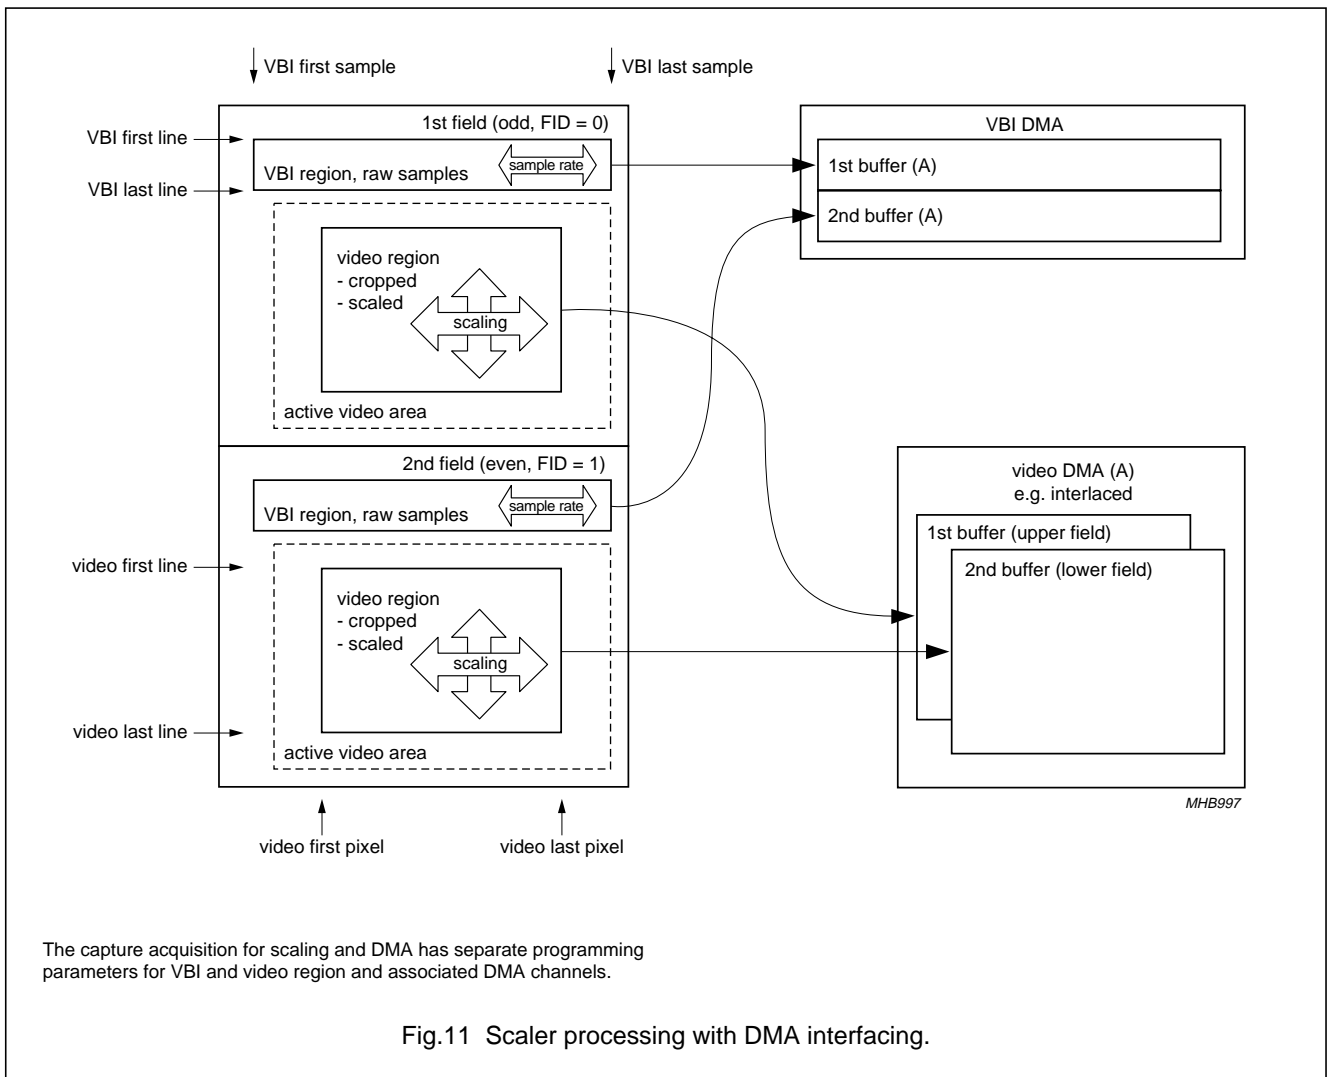 VBI first sample
VBI last sample
VBI first line
VBI last line
1st field (odd, FID = 0)
VBI region, raw samples
sample rate
video region
- cropped
- scaled
scaling
active video area
VBI DMA
1st buffer (A)
2nd buffer (A)
2nd field (even, FID = 1)
VBI region, raw samples
sample rate
video first line
video region
- cropped
- scaled
scaling
video last line
active video area
video DMA (A)
e.g. interlaced
1st buffer (upper field)
2nd buffer (lower field)
MHB997
video first pixel
video last pixel
The capture acquisition for scaling and DMA has separate programming
parameters for VBI and video region and associated DMA channels.
Fig.11 Scaler processing with DMA interfacing.